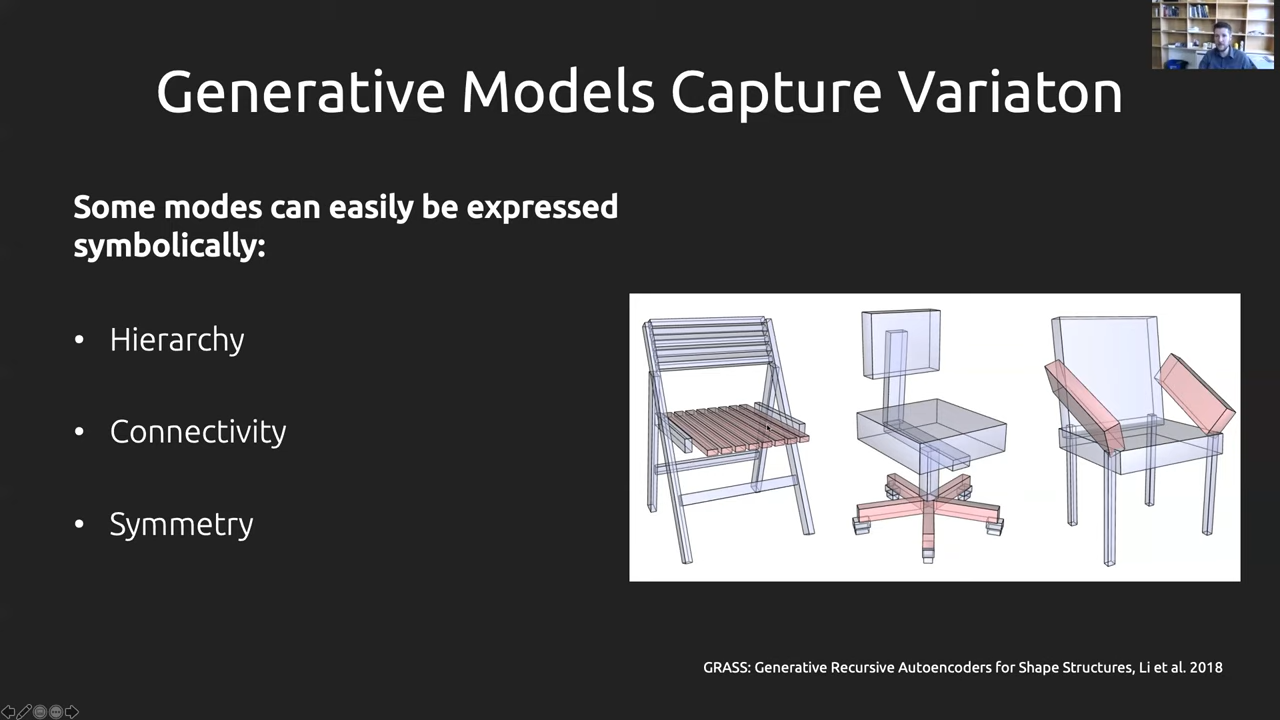 Generative Models Capture Variaton
Some modes can easily be expressed
symbolically:
• Hierarchy
• Connectivity
• Symmetry
GRASS: Generative Recursive Autoencoders for Shape Structures, Li et al. 2018